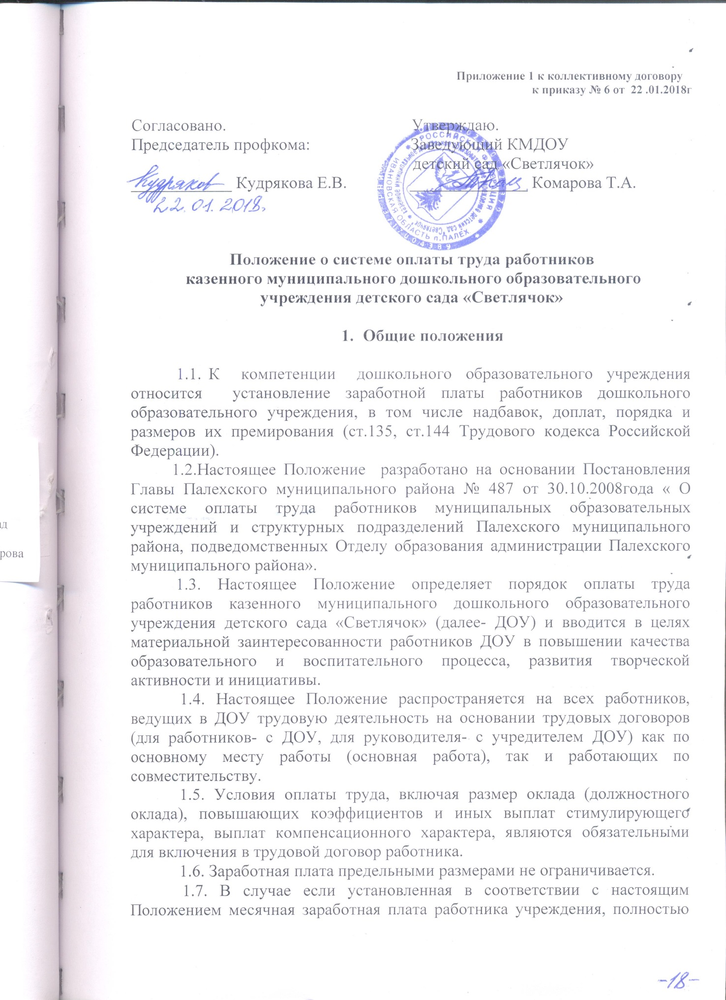 Приложение 1 к коллективному договору
к приказу № 6 от 22 .01.2018г
Согласовано. Утверждаю.
Председатель профкома: Заведующий КМДОУ
детский сад «Светлячок»
Кудряков Кудрякова Е.В. Комарова Т.А.
22.01.2018.
РОССИЙСКАЯ ФЕДЕРАЦИЯ
ИВАНОВСКАЯ ОБЛАСТЬ п.ПАЛЕХ
казенное муниципальное дошкольное образовательное учреждение детский сад "Светлячок"
Положение о системе оплаты труда работников
казенного муниципального дошкольного образовательного
учреждения детского сада «Светлячок»
1. Общие положения
1.1. К компетенции дошкольного образовательного учреждения
относится установление заработной платы работников дошкольного
образовательного учреждения, в том числе надбавок, доплат, порядка и
размеров их премирования (ст.135, ст.144 Трудового кодекса Российской
Федерации).
1.2.Настоящее Положение разработано на основании Постановления
Главы Палехского муниципального района № 487 от 30.10.2008года « О
системе оплаты труда работников муниципальных образовательных
учреждений и структурных подразделений Палехского муниципального
района, подведомственных Отделу образования администрации Палехского
муниципального района».
1.3. Настоящее Положение определяет порядок оплаты труда
работников казенного муниципального дошкольного образовательного
учреждения детского сада «Светлячок» (далее- ДОУ) и вводится в целях
материальной заинтересованности работников ДОУ в повышении качества
образовательного и воспитательного процесса, развития творческой
активности и инициативы.
1.4. Настоящее Положение распространяется на всех работников,
ведущих в ДОУ трудовую деятельность на основании трудовых договоров
(для работников- с ДОУ, для руководителя- с учредителем ДОУ) как по
основному месту работы (основная работа), так и работающих по
совместительству.
1.5. Условия оплаты труда, включая размер оклада (должностного
оклада), повышающих коэффициентов и иных выплат стимулирующего
характера, выплат компенсационного характера, являются обязательными
для включения в трудовой договор работника.
1.6. Заработная плата предельными размерами не ограничивается.
1.7. В случае если установленная в соответствии с настоящим
Положением месячная заработная плата работника учреждения, полностью
-18-
ад
рова